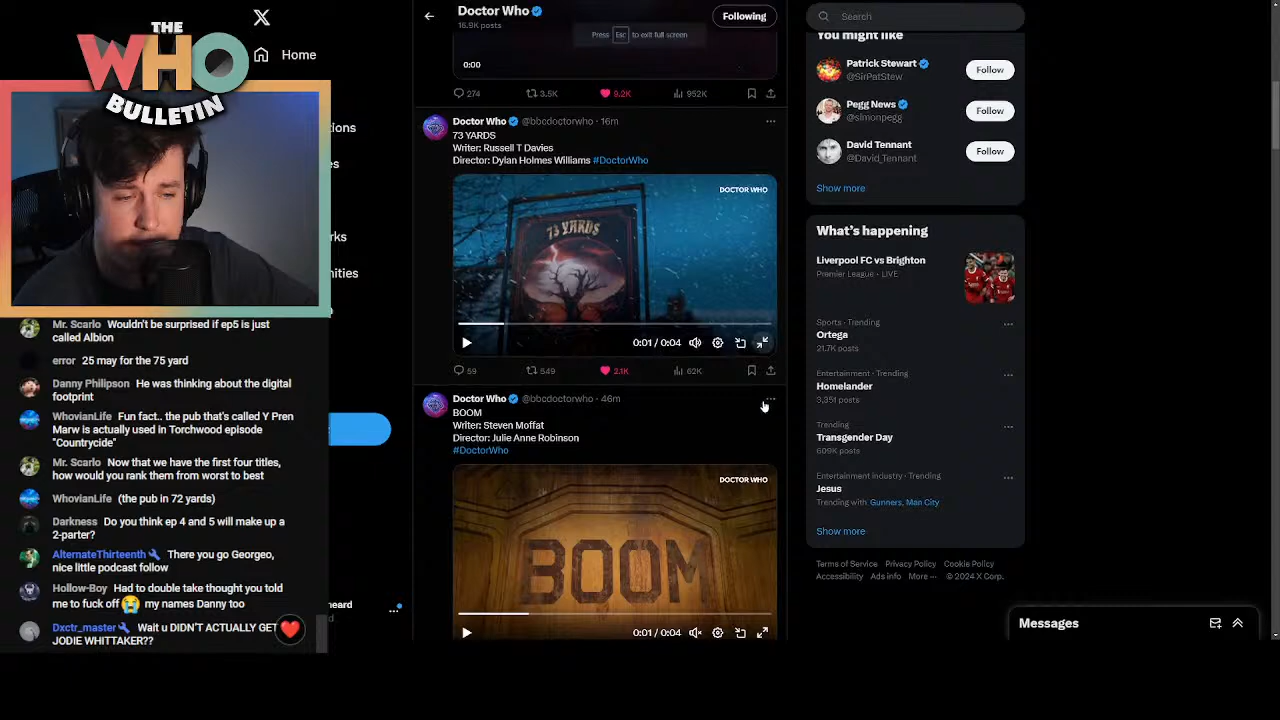 THE
WHO
BULLETIN
Home
tions
es
rks
nities
heard
Mr. Scarlo Wouldn't be surprised if ep5 is just
called Albion
error 25 may for the 75 yard
Danny Philipson He was thinking about the digital
footprint
WhovianLife Fun fact.. the pub that's called Y Pren
Marw is actually used in Torchwood episode
"Countrycide"
Mr. Scarlo Now that we have the first four titles,
how would you rank them from worst to best
WhovianLife (the pub in 72 yards)
Darkness Do you think ep 4 and 5 will make up a
2-parter?
AlternateThirteenth There you go Georgeo,
nice little podcast follow
Hollow-Boy Had to double take thought you told
me to fuck off 😭 my names Danny too
Dxctr_master Wait u DIDN'T ACTUALLY GET
JODIE WHITTAKER??
Doctor Who
16.9K posts
Following
Press Esc to exit full screen
0:00
274 3.5K 9.2K 952K
Doctor Who @bbcdoctorwho · 16m
73 YARDS
Writer: Russell T Davies
Director: Dylan Holmes Williams #DoctorWho
DOCTOR WHO
73 YARDS
0:01 / 0:04
59 549 2.1K 62K
Doctor Who @bbcdoctorwho · 46m
BOOM
Writer: Steven Moffat
Director: Julie Anne Robinson
#DoctorWho
DOCTOR WHO
BOOM
0:01 / 0:04
Search
You might like
Patrick Stewart
@SirPatStew
Follow
Pegg News
@simonpegg
Follow
David Tennant
@David_Tennant
Follow
Show more
What's happening
Liverpool FC vs Brighton
Premier League · LIVE
Sports · Trending
Ortega
21.7K posts
Entertainment · Trending
Homelander
3,351 posts
Trending
Transgender Day
609K posts
Entertainment industry · Trending
Jesus
Trending with Gunners, Man City
Show more
Terms of Service Privacy Policy Cookie Policy
Accessibility Ads info More ··· © 2024 X Corp.
Messages